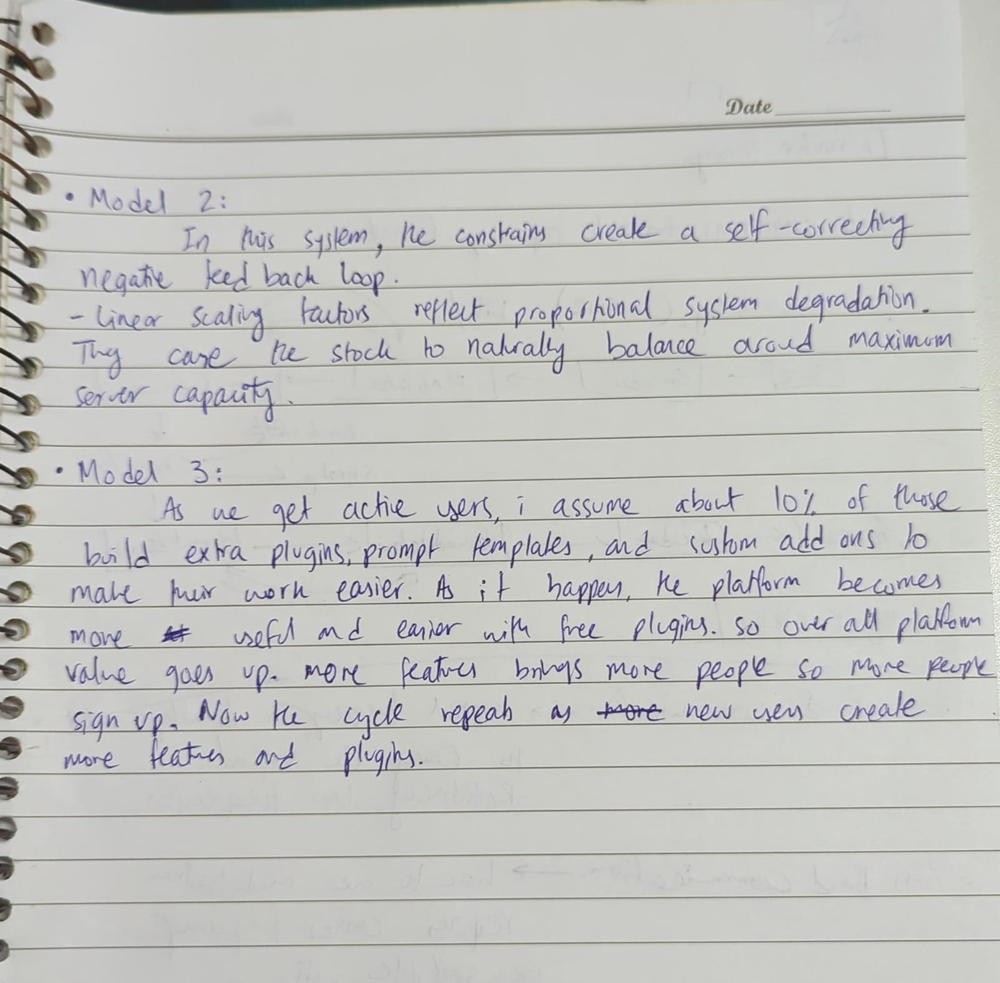 Date
• Model 2:
In this system, the constrains create a self-correcting
negative feed back loop.
- linear scaling factors reflect proportional system degradation.
They cause the stock to naturally balance around maximum
server capacity.
• Model 3:
As we get active users, i assume about 10% of those
build extra plugins, prompt templates, and custom add ons to
make their work easier. As it happens, the platform becomes
more useful and easier with free plugins. so over all platform
value goes up. more features brings more people so more people
sign up. Now the cycle repeats as more new users create
more features and plugins.